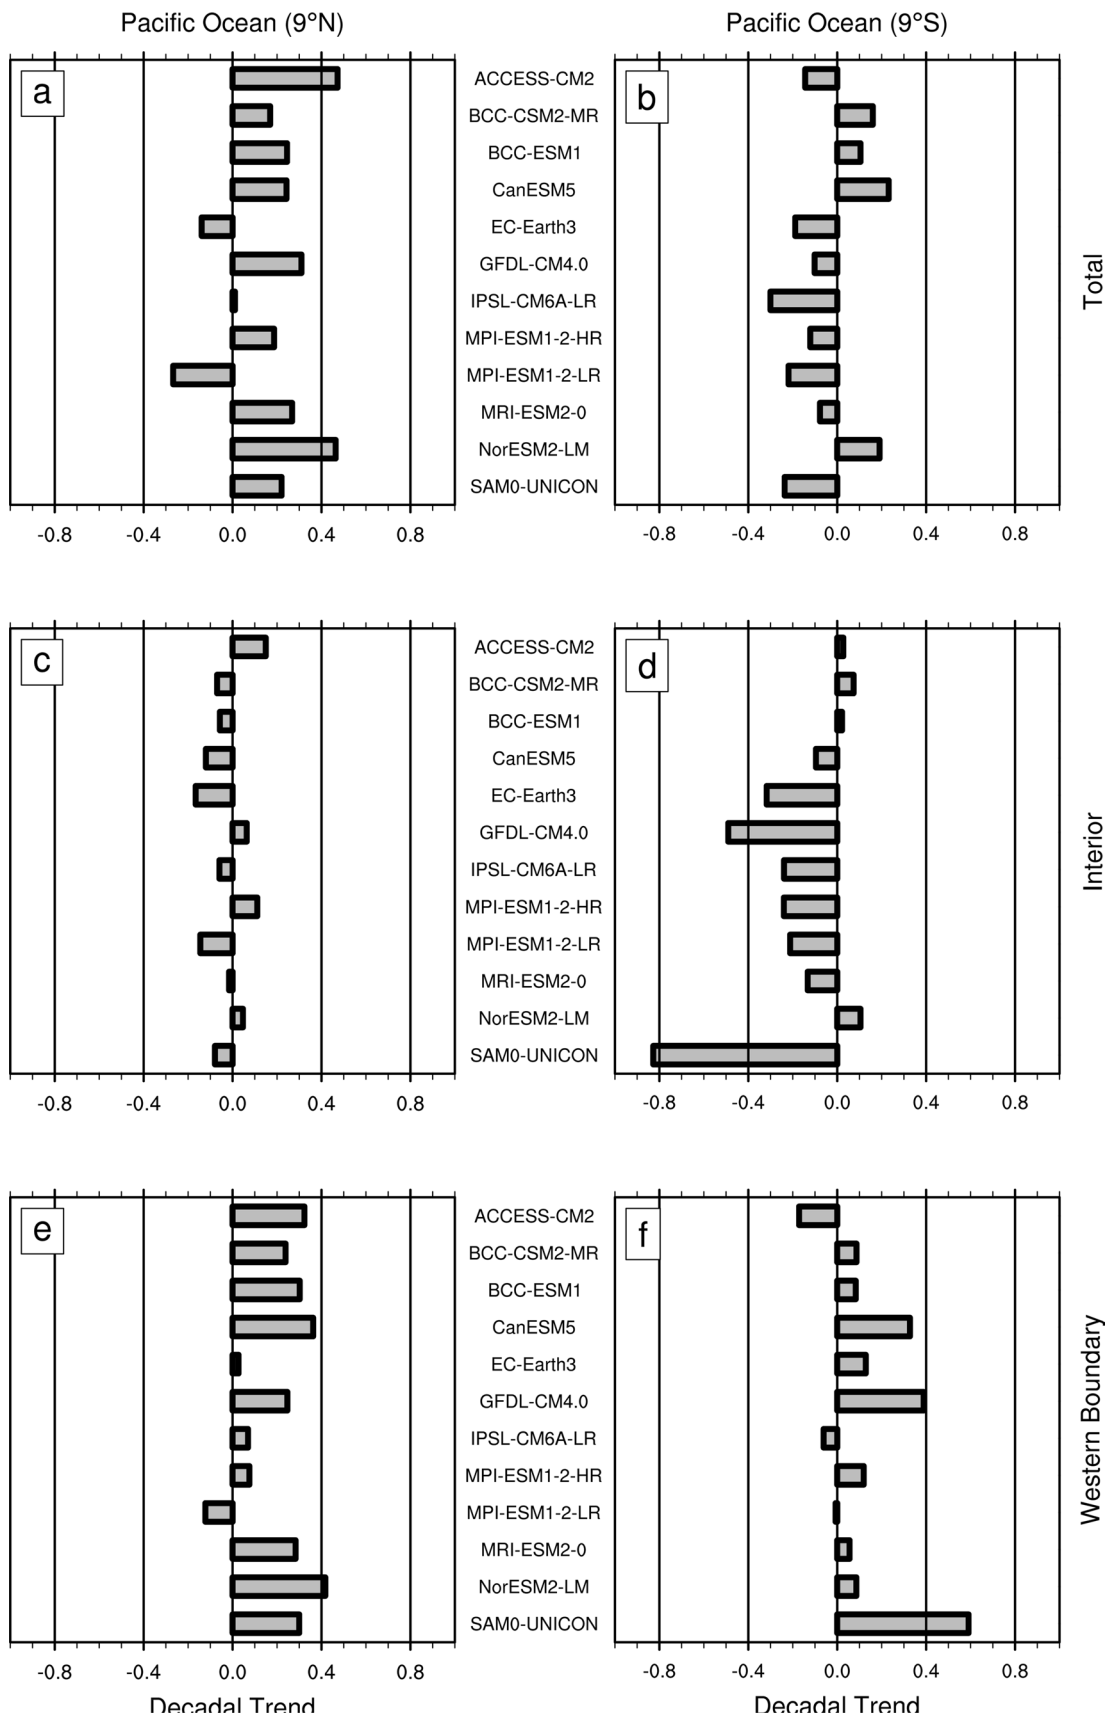 Pacific Ocean (9°N)
Pacific Ocean (9°S)
a
b
ACCESS-CM2
BCC-CSM2-MR
BCC-ESM1
CanESM5
EC-Earth3
GFDL-CM4.0
IPSL-CM6A-LR
MPI-ESM1-2-HR
MPI-ESM1-2-LR
MRI-ESM2-0
NorESM2-LM
SAM0-UNICON
Total
-0.8 -0.4 0.0 0.4 0.8
-0.8 -0.4 0.0 0.4 0.8
c
d
ACCESS-CM2
BCC-CSM2-MR
BCC-ESM1
CanESM5
EC-Earth3
GFDL-CM4.0
IPSL-CM6A-LR
MPI-ESM1-2-HR
MPI-ESM1-2-LR
MRI-ESM2-0
NorESM2-LM
SAM0-UNICON
Interior
-0.8 -0.4 0.0 0.4 0.8
-0.8 -0.4 0.0 0.4 0.8
e
f
ACCESS-CM2
BCC-CSM2-MR
BCC-ESM1
CanESM5
EC-Earth3
GFDL-CM4.0
IPSL-CM6A-LR
MPI-ESM1-2-HR
MPI-ESM1-2-LR
MRI-ESM2-0
NorESM2-LM
SAM0-UNICON
Western Boundary
-0.8 -0.4 0.0 0.4 0.8
-0.8 -0.4 0.0 0.4 0.8
Decadal Trend
Decadal Trend